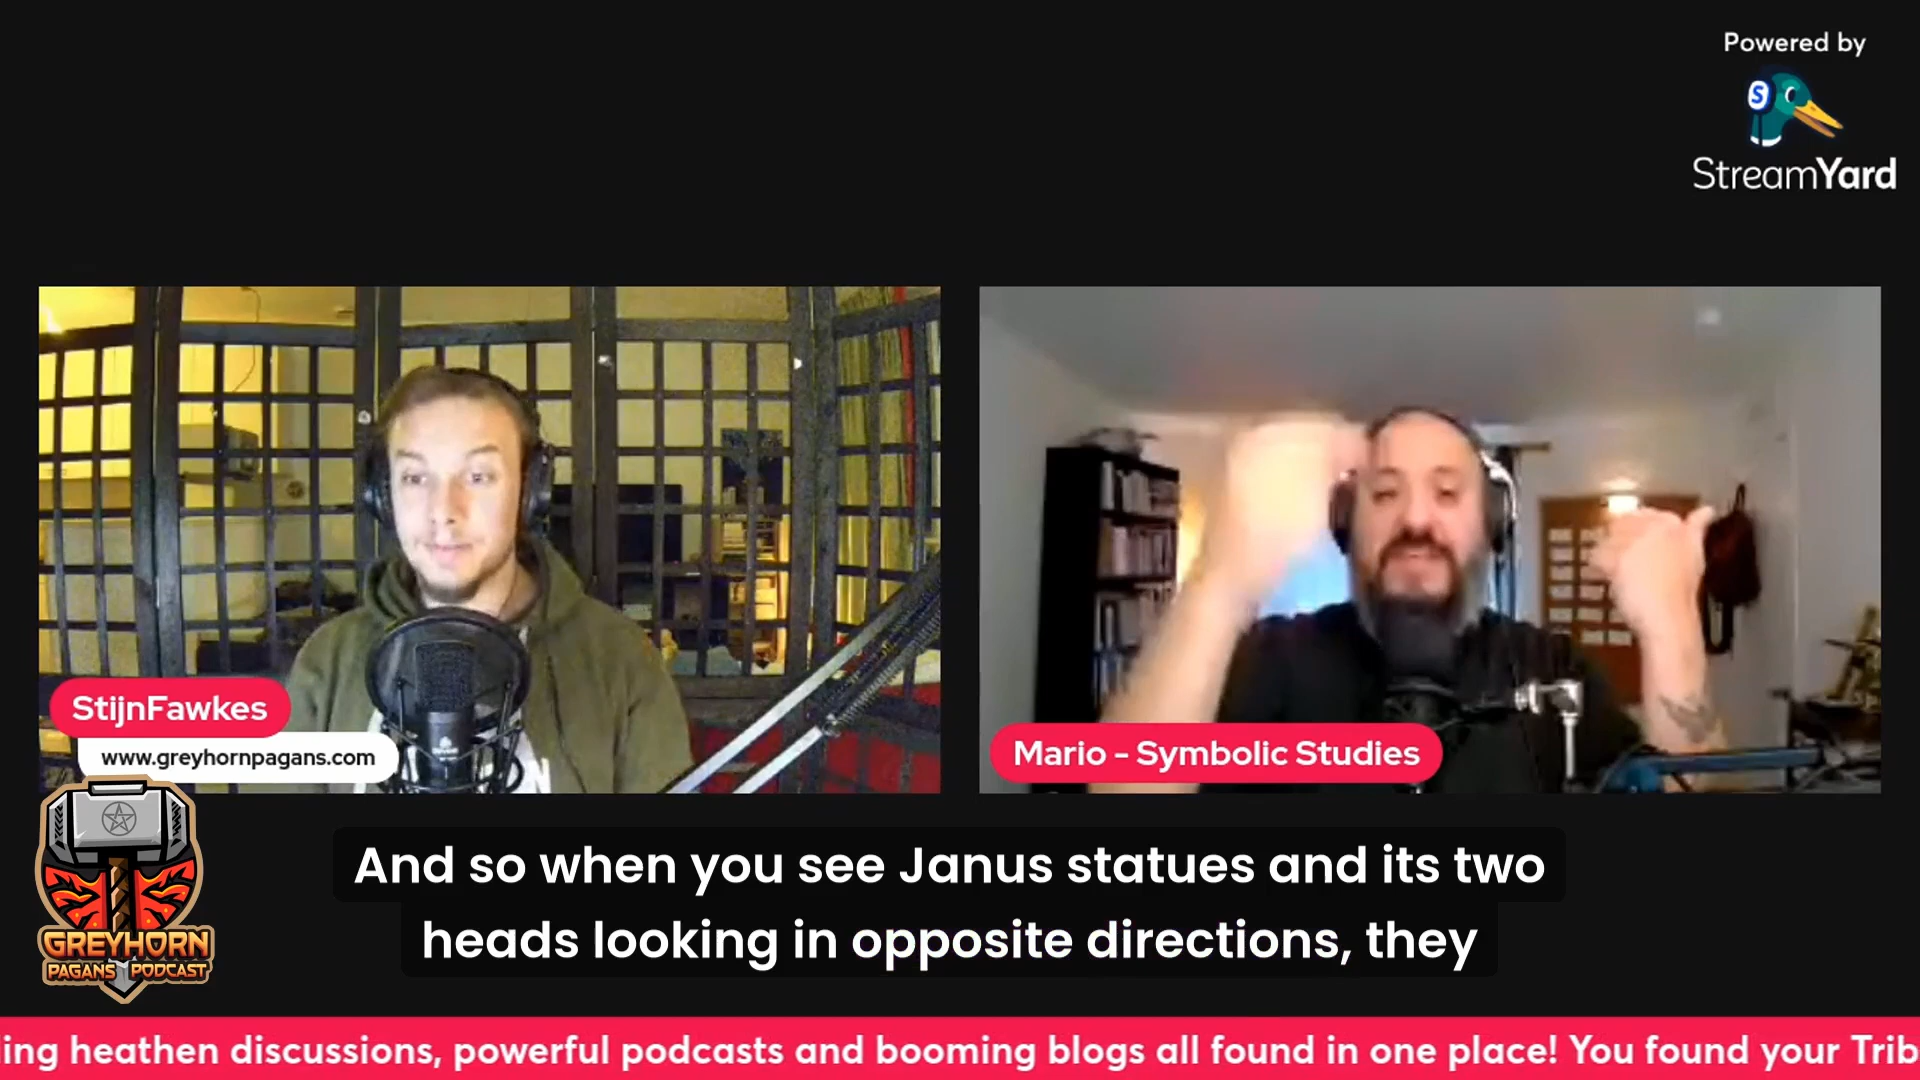 Powered by
S
StreamYard
StijnFawkes
www.greyhornpagans.com
Mario - Symbolic Studies
GREYHORN
PAGANS PODCAST
And so when you see Janus statues and its two
heads looking in opposite directions, they
heathen discussions, powerful podcasts and booming blogs all found in one place! You found your